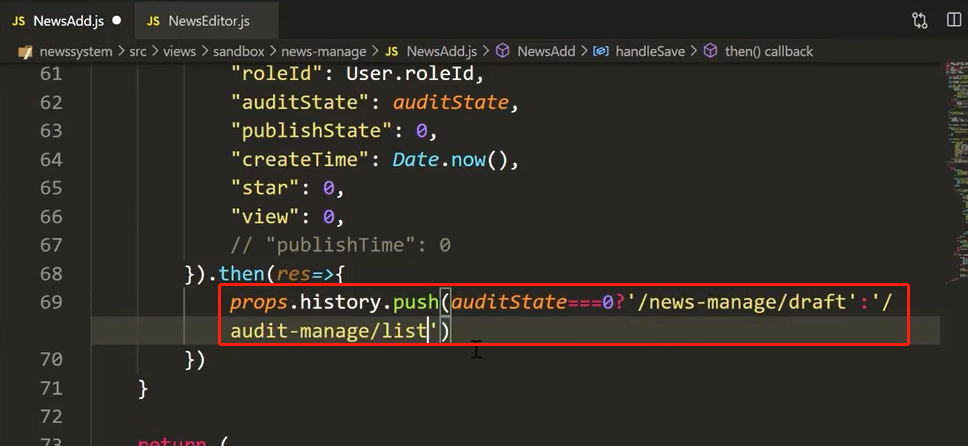 JS NewsAdd.js ● JS NewsEditor.js
newssystem > src > views > sandbox > news-manage > JS NewsAdd.js > NewsAdd > handleSave > then() callback
61 "roleId": User.roleId,
62 "auditState": auditState,
63 "publishState": 0,
64 "createTime": Date.now(),
65 "star": 0,
66 "view": 0,
67 // "publishTime": 0
68 }).then(res=>{
69 props.history.push(auditState===0?'/news-manage/draft':'/
audit-manage/list')
70 })
71 }
72
73 return (